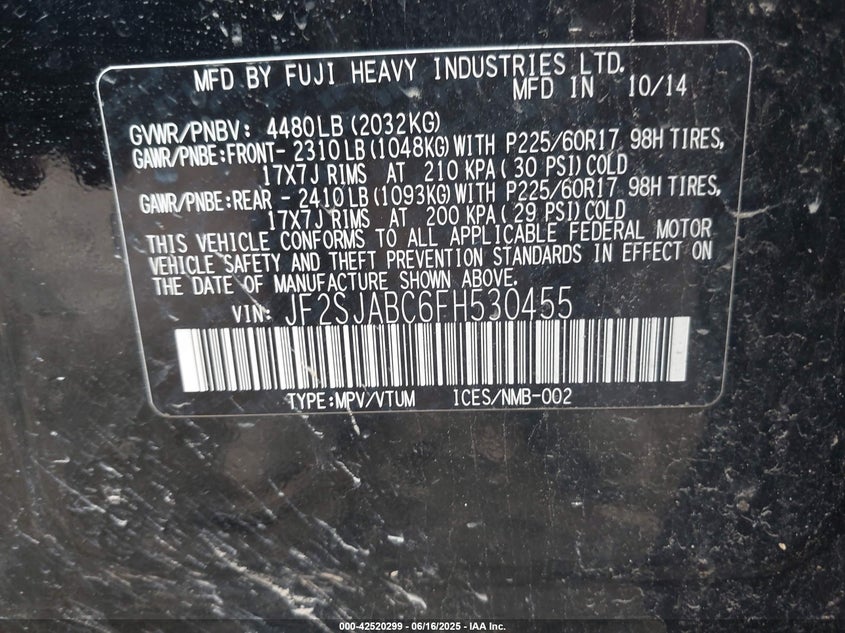 MFD BY FUJI HEAVY INDUSTRIES LTD.
MFD IN 10/14
GVWR/PNBV: 4480LB(2032KG)
GAWR/PNBE:FRONT- 2310LB(1048KG)WITH P225/60R17 98H TIRES,
17X7J RIMS AT 210 KPA( 30 PSI)COLD
GAWR/PNBE:REAR - 2410LB(1093KG)WITH P225/60R17 98H TIRES,
17X7J RIMS AT 200 KPA( 29 PSI)COLD
THIS VEHICLE CONFORMS TO ALL APPLICABLE FEDERAL MOTOR
VEHICLE SAFETY AND THEFT PREVENTION STANDARDS IN EFFECT ON
THE DATE OF MANUFACTURE SHOWN ABOVE.
VIN: JF2SJABC6FH530455
TYPE:MPV/VTUM ICES/NMB-002
000-42520299 - 06/16/2025 - IAA Inc.